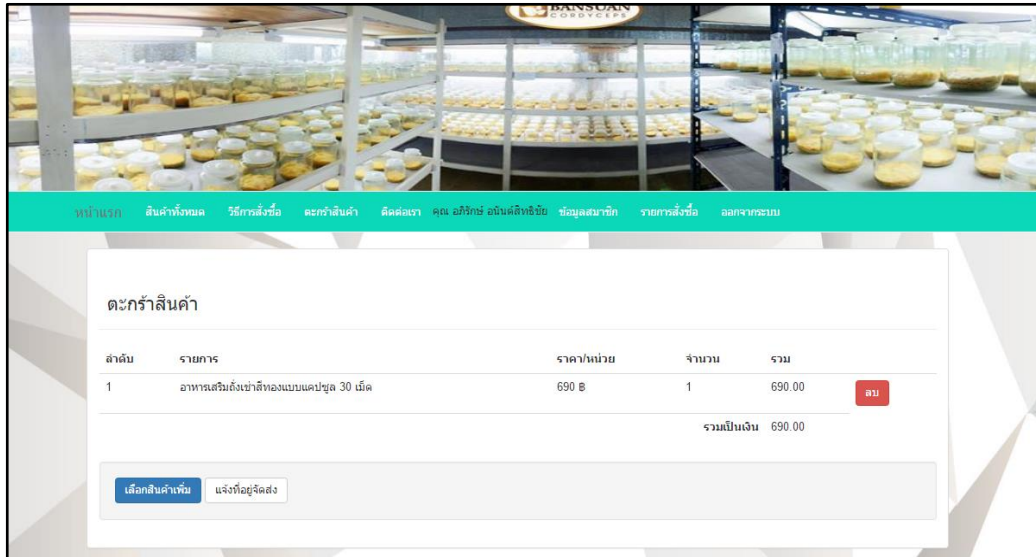 BANSUAN
CORDYCEPS
หน้าแรก สินค้าทั้งหมด วิธีการสั่งซื้อ ตะกร้าสินค้า ติดต่อเรา คุณ อภิรักษ์ อนันต์สิทธิชัย ข้อมูลสมาชิก รายการสั่งซื้อ ออกจากระบบ
ตะกร้าสินค้า
ลำดับ รายการ ราคา/หน่วย จำนวน รวม
1 อาหารเสริมถั่งเช่าสีทองแบบแคปซูล 30 เม็ด 690 ฿ 1 690.00 ลบ
รวมเป็นเงิน 690.00
เลือกสินค้าเพิ่ม แจ้งที่อยู่จัดส่ง